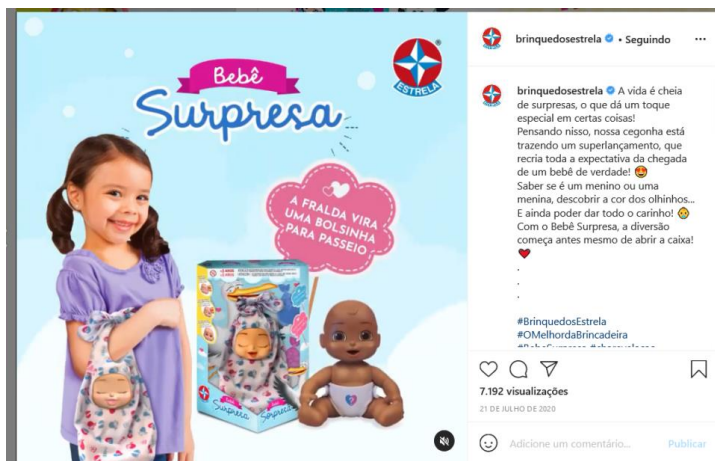 Bebê
Surpresa
ESTRELA
A FRALDA VIRA
UMA BOLSINHA
PARA PASSEIO
Surpresa
Surpresa
brinquedosestrela • Seguindo
brinquedosestrela A vida é cheia
de surpresas, o que dá um toque
especial em certas coisas!
Pensando nisso, nossa cegonha está
trazendo um superlançamento, que
recria toda a expectativa da chegada
de um bebê de verdade! 😍
Saber se é um menino ou uma
menina, descobrir a cor dos olhinhos...
E ainda poder dar todo o carinho! 👶
Com o Bebê Surpresa, a diversão
começa antes mesmo de abrir a caixa!
❤️
.
.
.
#BrinquedosEstrela
#OMelhordaBrincadeira
7.192 visualizações
21 DE JULHO DE 2020
Adicione um comentário... Publicar